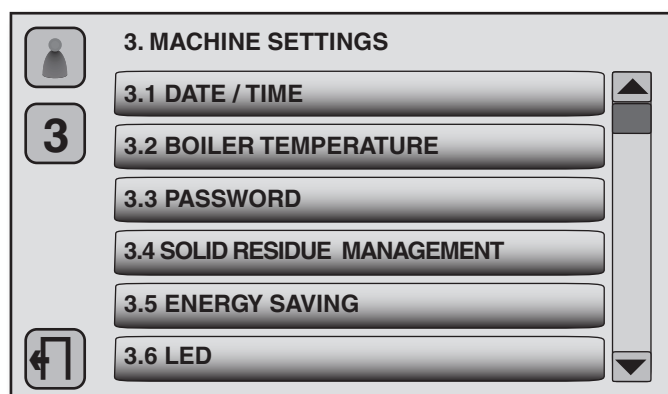 3. MACHINE SETTINGS
3.1 DATE / TIME
3
3.2 BOILER TEMPERATURE
3.3 PASSWORD
3.4 SOLID RESIDUE MANAGEMENT
3.5 ENERGY SAVING
3.6 LED